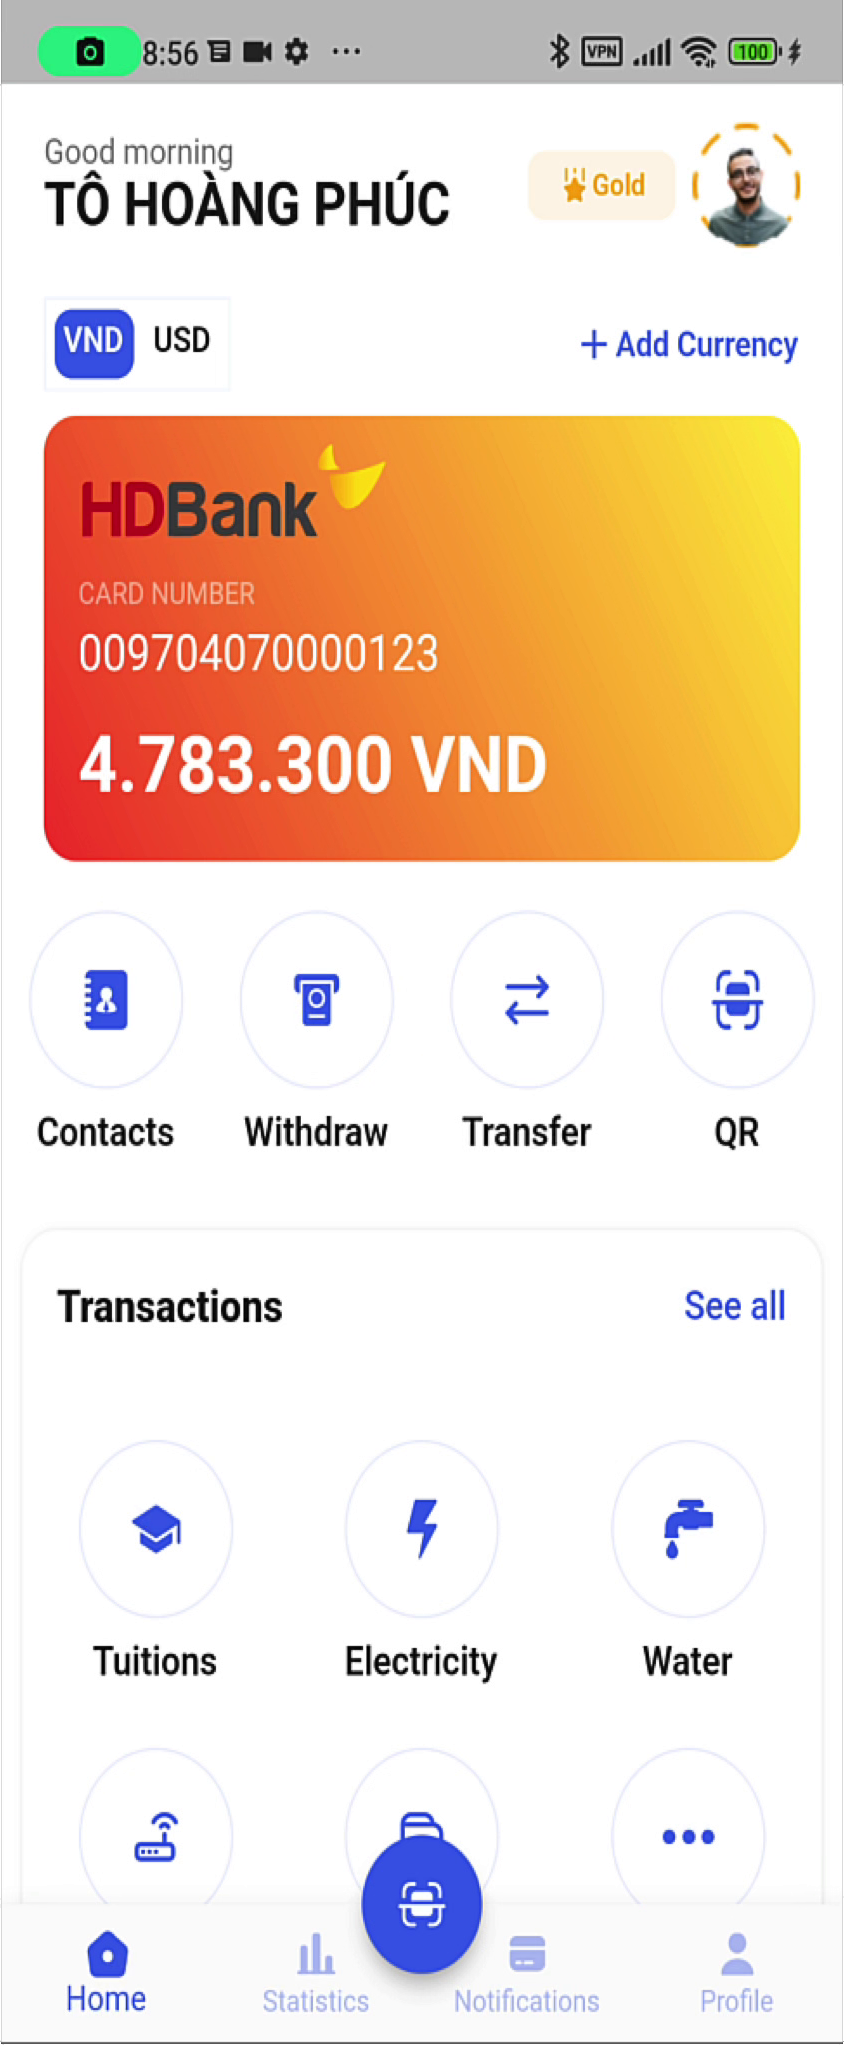 8:56 VPN 100
Good morning
TÔ HOÀNG PHÚC
Gold
VND USD
+ Add Currency
HDBank
CARD NUMBER
009704070000123
4.783.300 VND
Contacts Withdraw Transfer QR
Transactions See all
Tuitions Electricity Water
Home Statistics Notifications Profile